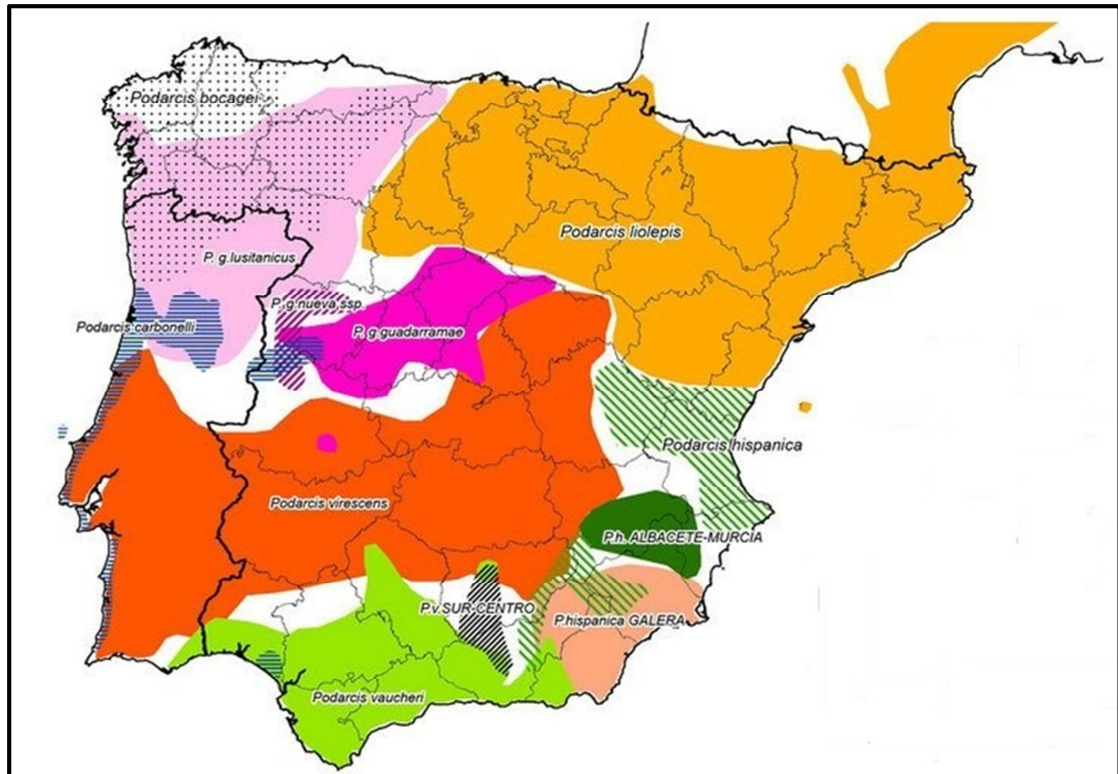 Podarcis bocagei
Podarcis liolepis
P. g.lusitanicus
P. g.nueva ssp.
Podarcis carbonelli
P. g.guadarramae
Podarcis hispanica
Podarcis virescens
P.h. ALBACETE-MURCIA
P.v.SUR-CENTRO
P.hispanica GALERA
Podarcis vaucheri